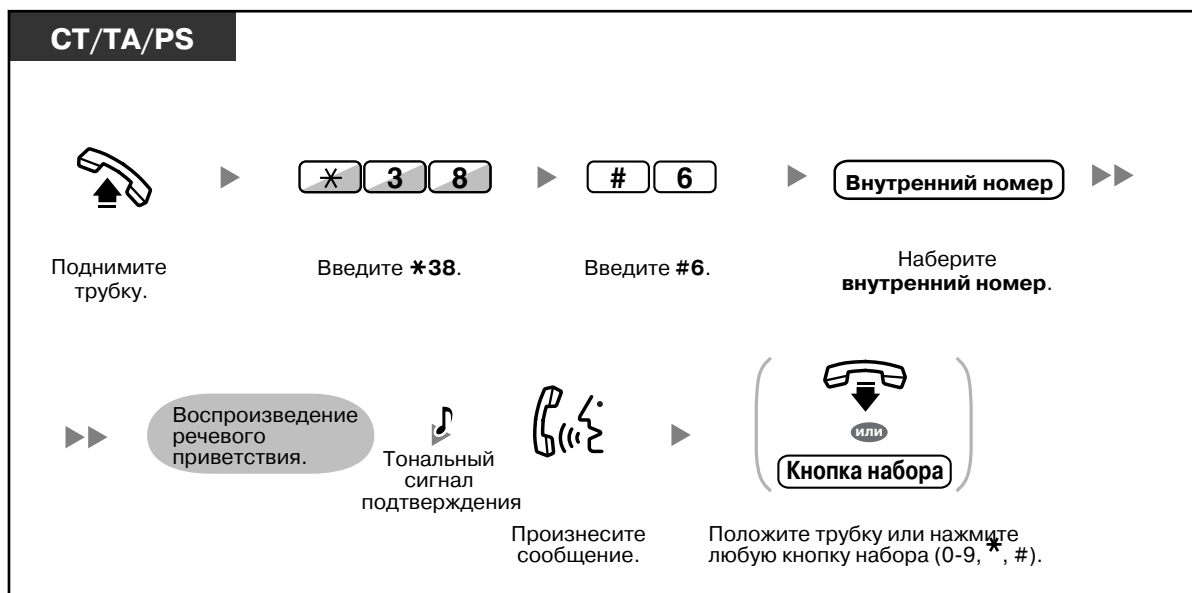 CT/TA/PS
✱ 3 8
# 6
Внутренний номер
Поднимите
трубку.
Введите ✱38.
Введите #6.
Наберите
внутренний номер.
Воспроизведение
речевого
приветствия.
Тональный
сигнал
подтверждения
Произнесите
сообщение.
или
Кнопка набора
Положите трубку или нажмите
любую кнопку набора (0-9, ✱, #).